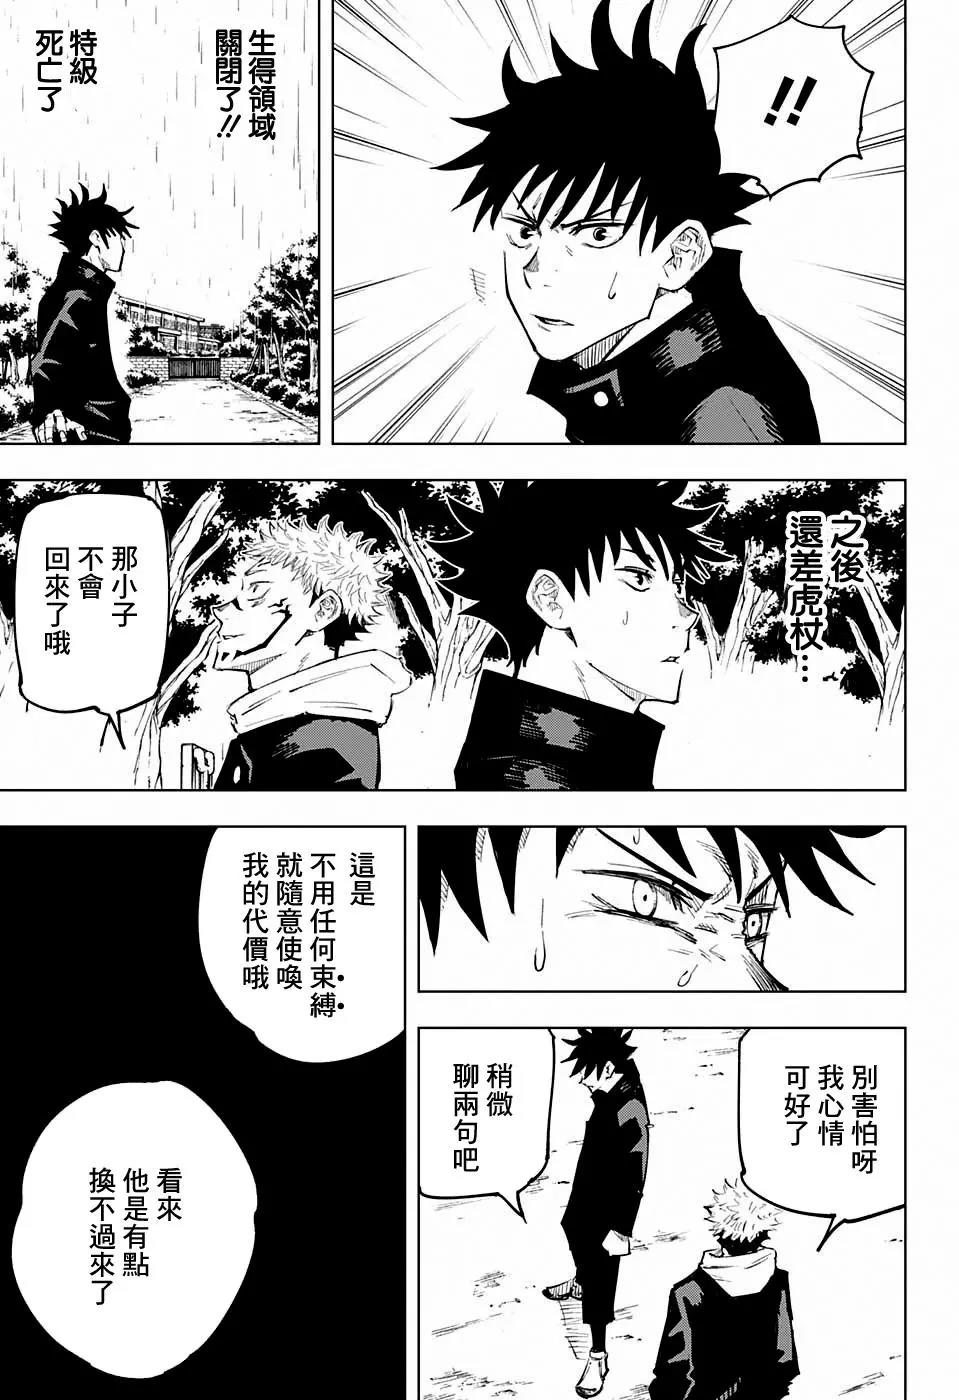 !!
生得領域
關閉了!!
特級
死亡了
之後
還差虎杖…
那小子
不會
回來了哦
別害怕呀
我心情
可好了
稍微
聊兩句吧
這是
不用任何束縛
就隨意使喚
我的代價哦
看來
他是有點
換不過來了